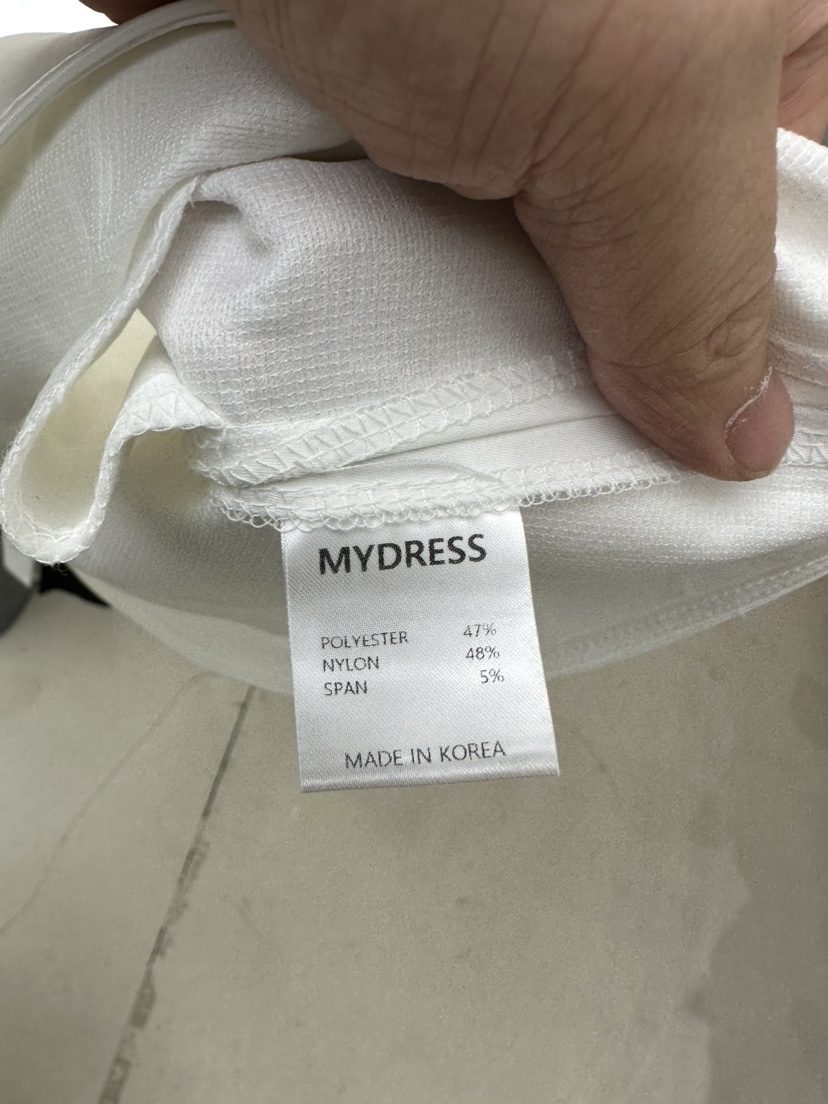 MYDRESS
POLYESTER 47%
NYLON 48%
SPAN 5%
MADE IN KOREA